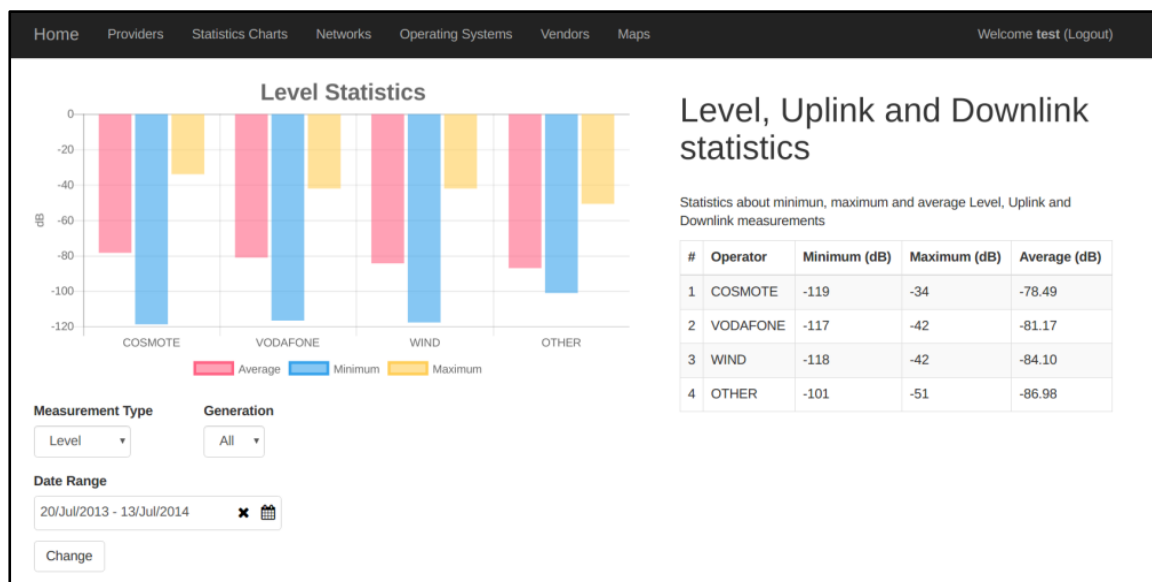 Home Providers Statistics Charts Networks Operating Systems Vendors Maps Welcome test (Logout)
Level Statistics
0
-20
-40
-60
-80
-100
-120
dB
COSMOTE VODAFONE WIND OTHER
Average Minimum Maximum
Measurement Type Generation
Level All
Date Range
20/Jul/2013 - 13/Jul/2014
Change
Level, Uplink and Downlink
statistics
Statistics about minimun, maximum and average Level, Uplink and
Downlink measurements
# Operator Minimum (dB) Maximum (dB) Average (dB)
1 COSMOTE -119 -34 -78.49
2 VODAFONE -117 -42 -81.17
3 WIND -118 -42 -84.10
4 OTHER -101 -51 -86.98